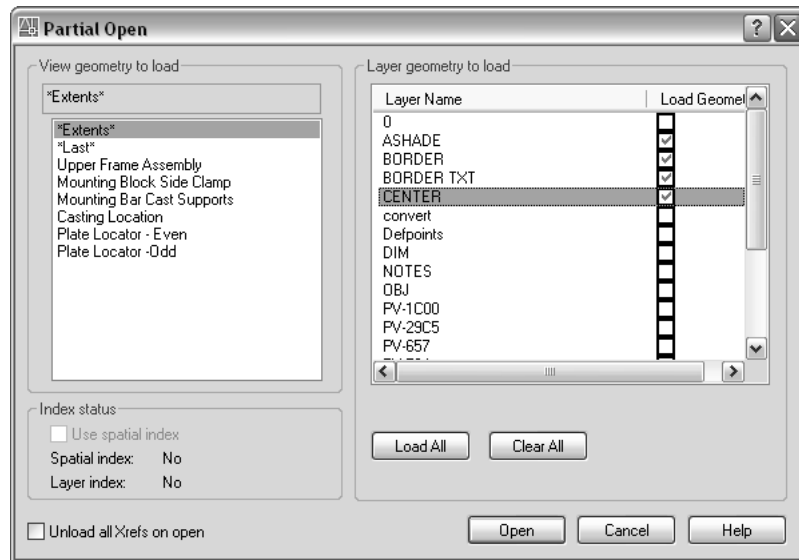 Partial Open
View geometry to load
*Extents*
*Extents*
*Last*
Upper Frame Assembly
Mounting Block Side Clamp
Mounting Bar Cast Supports
Casting Location
Plate Locator - Even
Plate Locator -Odd
Index status
Use spatial index
Spatial index: No
Layer index: No
Unload all Xrefs on open
Layer geometry to load
Layer Name Load Geomet
0
ASHADE
BORDER
BORDER TXT
CENTER
convert
Defpoints
DIM
NOTES
OBJ
PV-1C00
PV-29C5
PV-657
Load All Clear All
Open Cancel Help